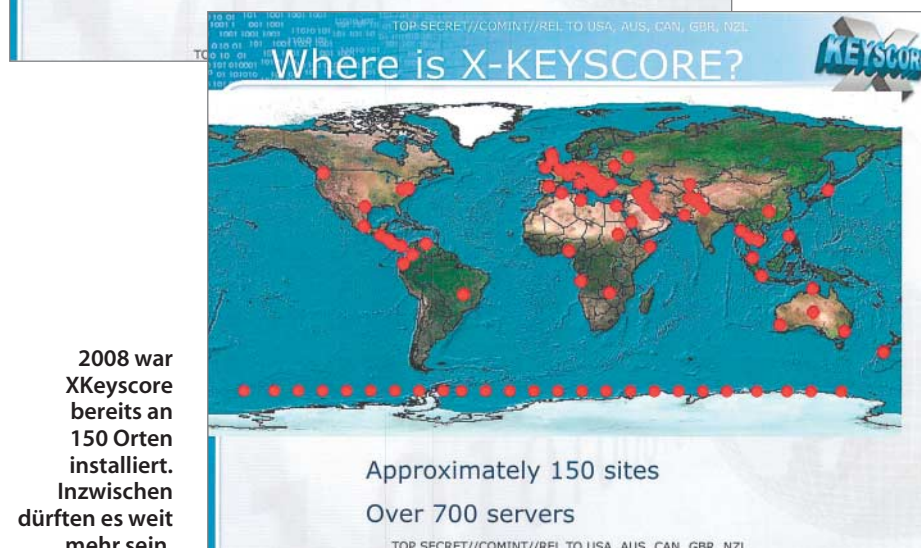 TOP SECRET//COMINT//REL TO USA, AUS, CAN, GBR, NZL
Where is X-KEYSCORE?
KEYSCOR
2008 war
XKeyscore
bereits an
150 Orten
installiert.
Inzwischen
dürften es weit
mehr sein.
Approximately 150 sites
Over 700 servers
TOP SECRET//COMINT//REL TO USA, AUS, CAN, GBR, NZL